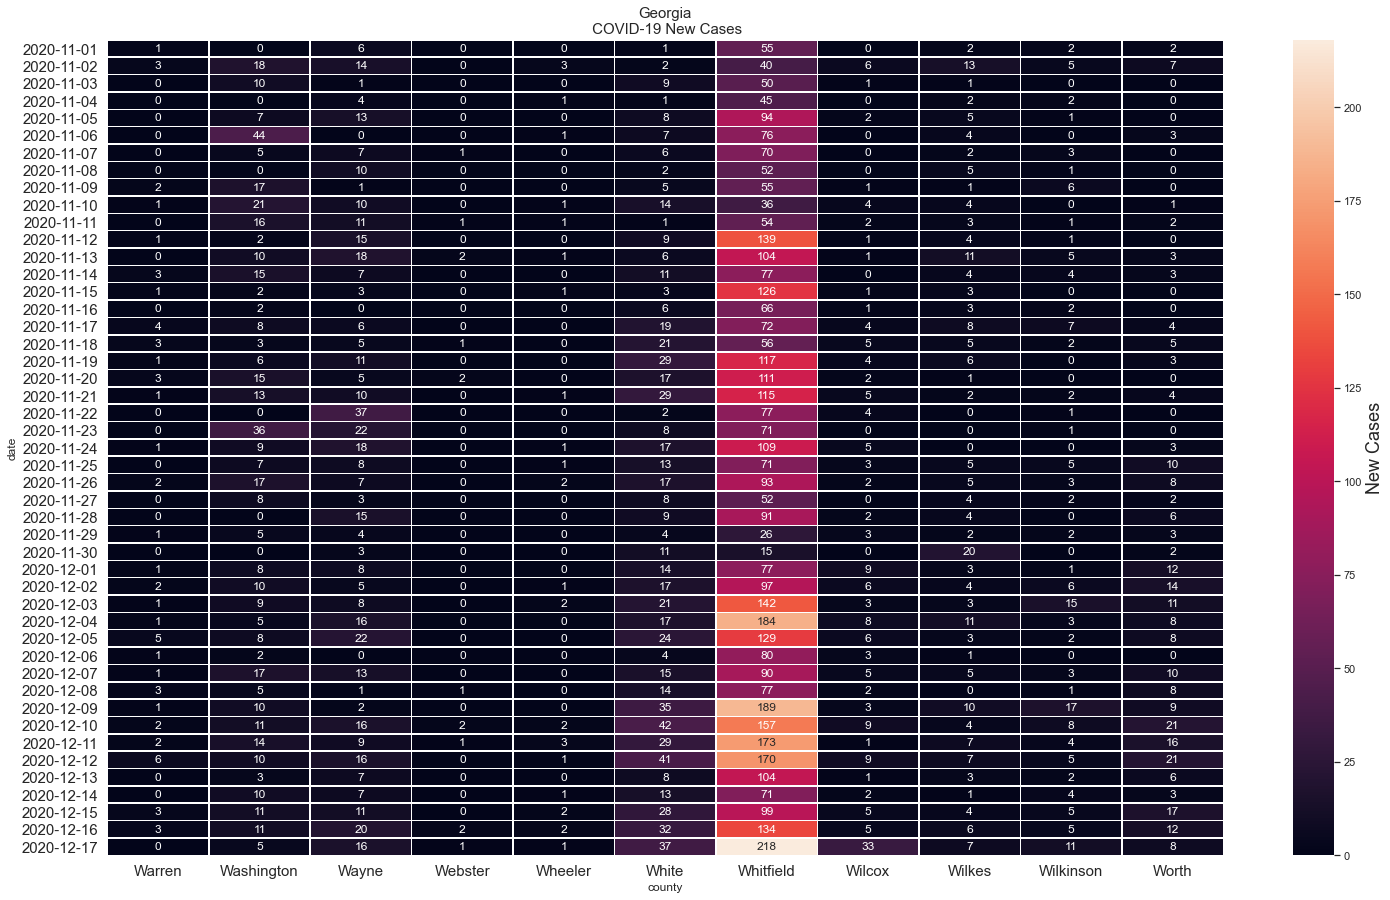 Georgia
COVID-19 New Cases
2020-11-01 1 0 6 0 0 1 55 0 2 2 2
2020-11-02 3 18 14 0 3 2 40 6 13 5 7
2020-11-03 0 10 1 0 0 9 50 1 1 0 0
2020-11-04 0 0 4 0 1 1 45 0 2 2 0
2020-11-05 0 7 13 0 0 8 94 2 5 1 0
2020-11-06 0 44 0 0 1 7 76 0 4 0 3
2020-11-07 0 5 7 1 0 6 70 0 2 3 0
2020-11-08 0 0 10 0 0 2 52 0 5 1 0
2020-11-09 2 17 1 0 0 5 55 1 1 6 0
2020-11-10 1 21 10 0 1 14 36 4 4 0 1
2020-11-11 0 16 11 1 1 1 54 2 3 1 2
2020-11-12 1 2 15 0 0 9 139 1 4 1 0
2020-11-13 0 10 18 2 1 6 104 1 11 5 3
2020-11-14 3 15 7 0 0 11 77 0 4 4 3
2020-11-15 1 2 3 0 1 3 126 1 3 0 0
2020-11-16 0 2 0 0 0 6 66 1 3 2 0
2020-11-17 4 8 6 0 0 19 72 4 8 7 4
2020-11-18 3 3 5 1 0 21 56 5 5 2 5
2020-11-19 1 6 11 0 0 29 117 4 6 0 3
2020-11-20 3 15 5 2 0 17 111 2 1 0 0
2020-11-21 1 13 10 0 1 29 115 5 2 2 4
2020-11-22 0 0 37 0 0 2 77 4 0 1 0
2020-11-23 0 36 22 0 0 8 71 0 0 1 0
2020-11-24 1 9 18 0 1 17 109 5 0 0 3
2020-11-25 0 7 8 0 1 13 71 3 5 5 10
2020-11-26 2 17 7 0 2 17 93 2 5 3 8
2020-11-27 0 8 3 0 0 8 52 0 4 2 2
2020-11-28 0 0 15 0 0 9 91 2 4 0 6
2020-11-29 1 5 4 0 0 4 26 3 2 2 3
2020-11-30 0 0 3 0 0 11 15 0 20 0 2
2020-12-01 1 8 8 0 0 14 77 9 3 1 12
2020-12-02 2 10 5 0 1 17 97 6 4 6 14
2020-12-03 1 9 8 0 2 21 142 3 3 15 11
2020-12-04 1 5 16 0 0 17 184 8 11 3 8
2020-12-05 5 8 22 0 0 24 129 6 3 2 8
2020-12-06 1 2 0 0 0 4 80 3 1 0 0
2020-12-07 1 17 13 0 0 15 90 5 5 3 10
2020-12-08 3 5 1 1 0 14 77 2 0 1 8
2020-12-09 1 10 2 0 0 35 189 3 10 17 9
2020-12-10 2 11 16 2 2 42 157 9 4 8 21
2020-12-11 2 14 9 1 3 29 173 1 7 4 16
2020-12-12 6 10 16 0 1 41 170 9 7 5 21
2020-12-13 0 3 7 0 0 8 104 1 3 2 6
2020-12-14 0 10 7 0 1 13 71 2 1 4 3
2020-12-15 3 11 11 0 2 28 99 5 4 5 17
2020-12-16 3 11 20 2 2 32 134 5 6 5 12
2020-12-17 0 5 16 1 1 37 218 33 7 11 8
Warren Washington Wayne Webster Wheeler White Whitfield Wilcox Wilkes Wilkinson Worth
county
date
200
175
150
125
100
75
50
25
0
New Cases